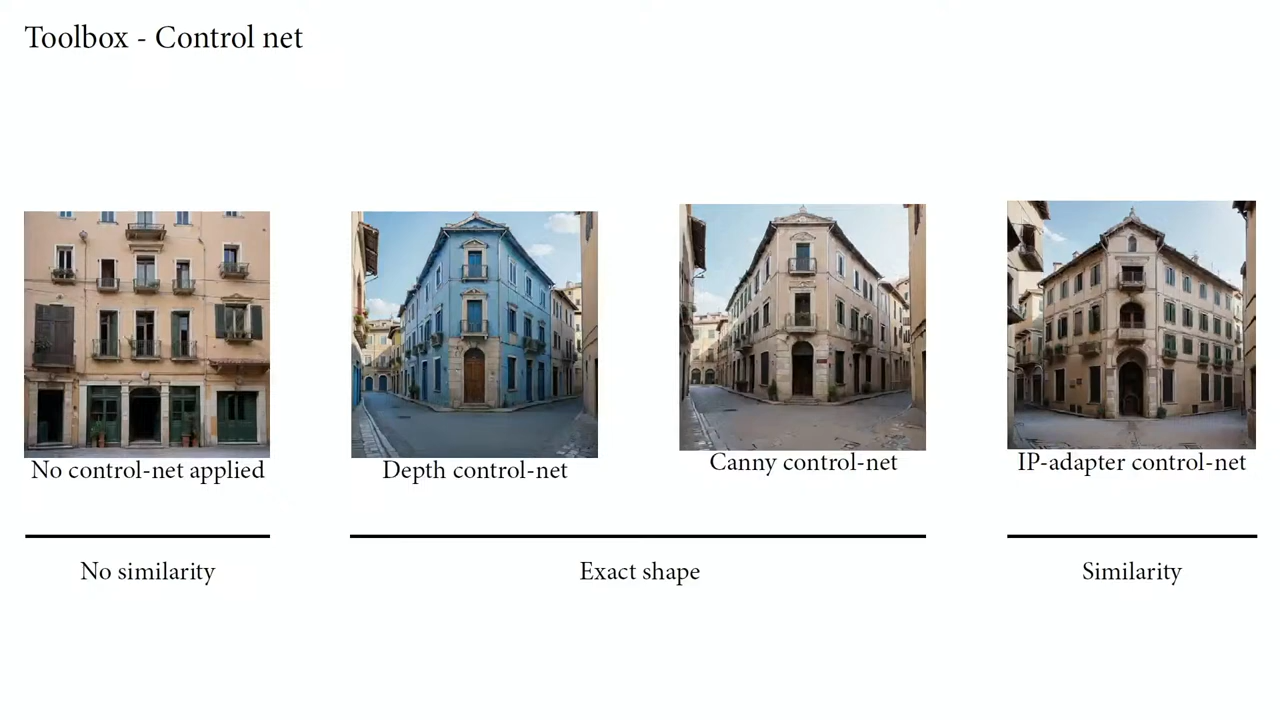 Toolbox - Control net
No control-net applied
Depth control-net
Canny control-net
IP-adapter control-net
No similarity
Exact shape
Similarity